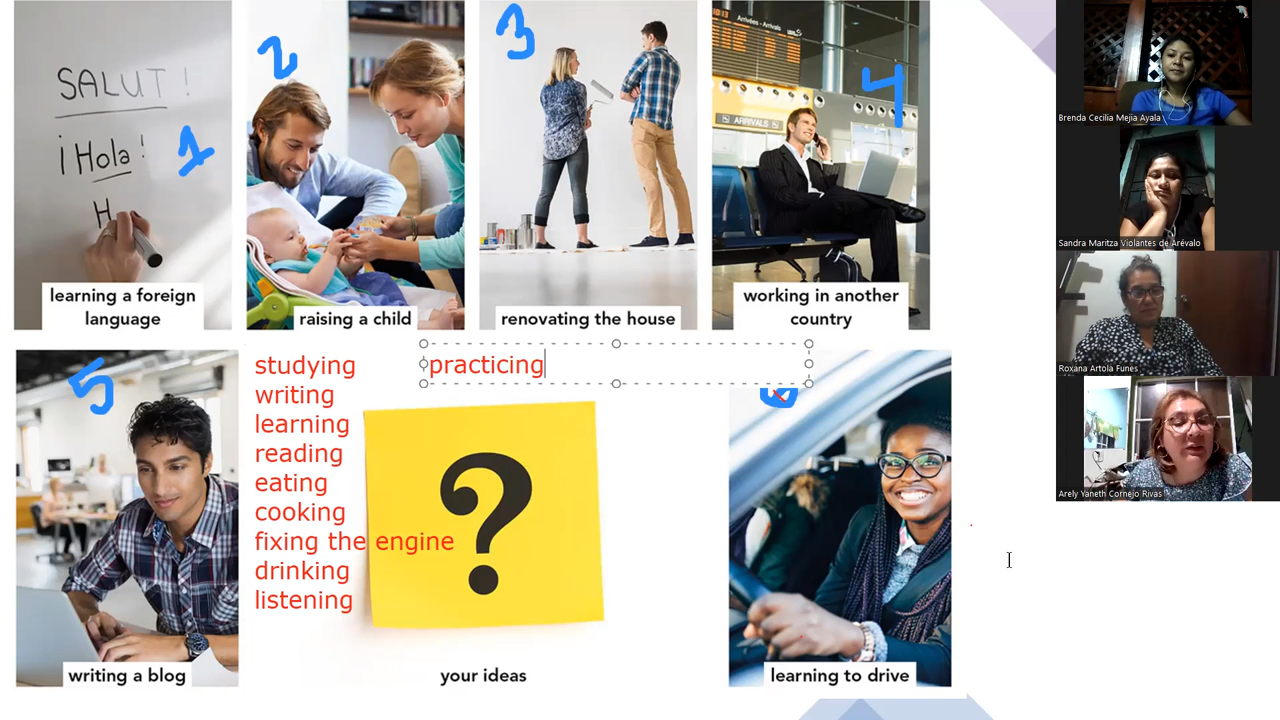 SALUT !
¡Hola !
H
1
learning a foreign
language
2
raising a child
3
renovating the house
Arrivées - Arrivals
ARRIVALS
4
working in another
country
5
writing a blog
studying
writing
learning
reading
eating
cooking
fixing the engine
drinking
listening
practicing
?
your ideas
learning to drive
Brenda Cecilia Mejia Ayala
Sandra Maritza Violantes de Arévalo
Roxana Artola Funes
Arely Yaneth Cornejo Rivas